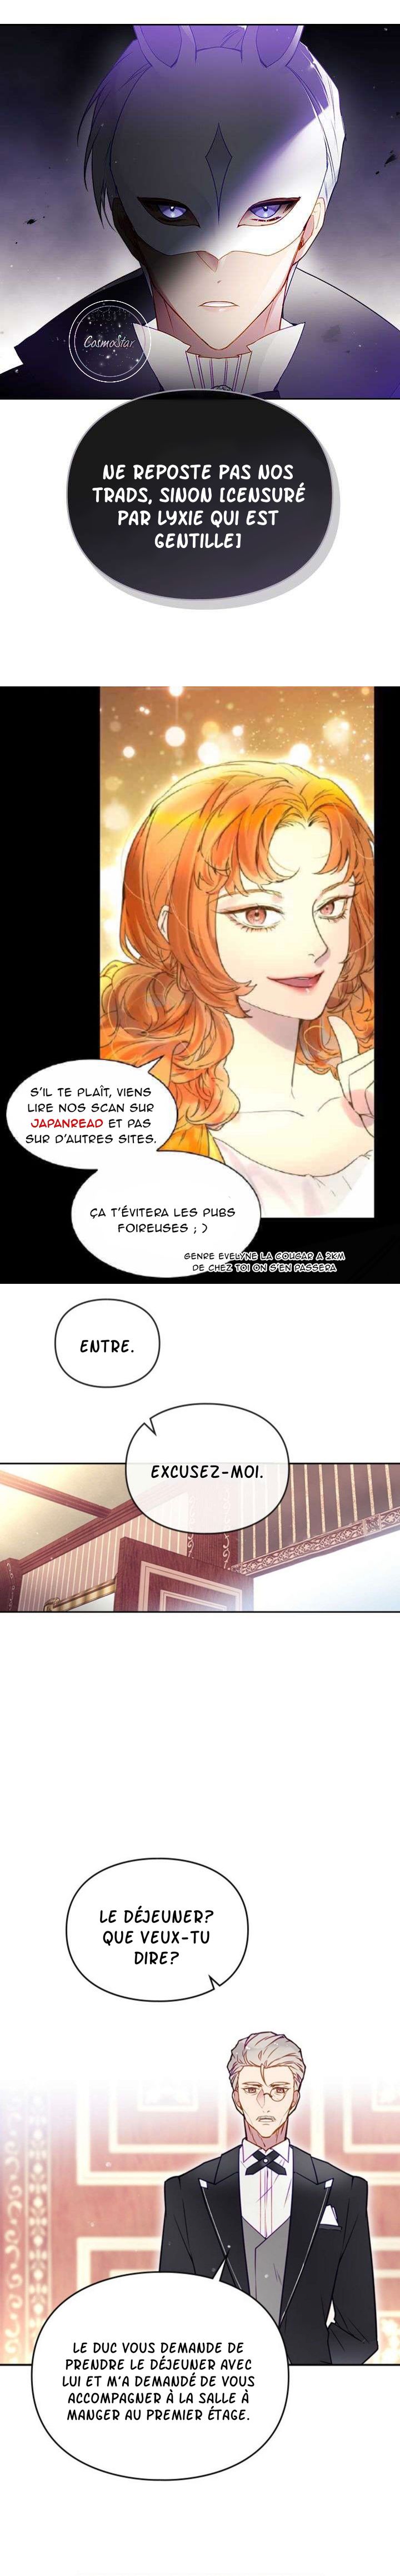 CosmoStar
NE REPOSTE PAS NOS
TRADS, SINON [CENSURÉ
PAR LYXIE QUI EST
GENTILLE]
S'IL TE PLAÎT, VIENS
LIRE NOS SCAN SUR
JAPANREAD ET PAS
SUR D'AUTRES SITES.
ÇA T'ÉVITERA LES PUBS
FOIREUSES ; )
GENRE EVELYNE LA COUGAR A 2KM
DE CHEZ TOI ON S'EN PASSERA
ENTRE.
EXCUSEZ-MOI.
LE DÉJEUNER?
QUE VEUX-TU
DIRE?
LE DUC VOUS DEMANDE DE
PRENDRE LE DÉJEUNER AVEC
LUI ET M'A DEMANDÉ DE VOUS
ACCOMPAGNER À LA SALLE À
MANGER AU PREMIER ÉTAGE.